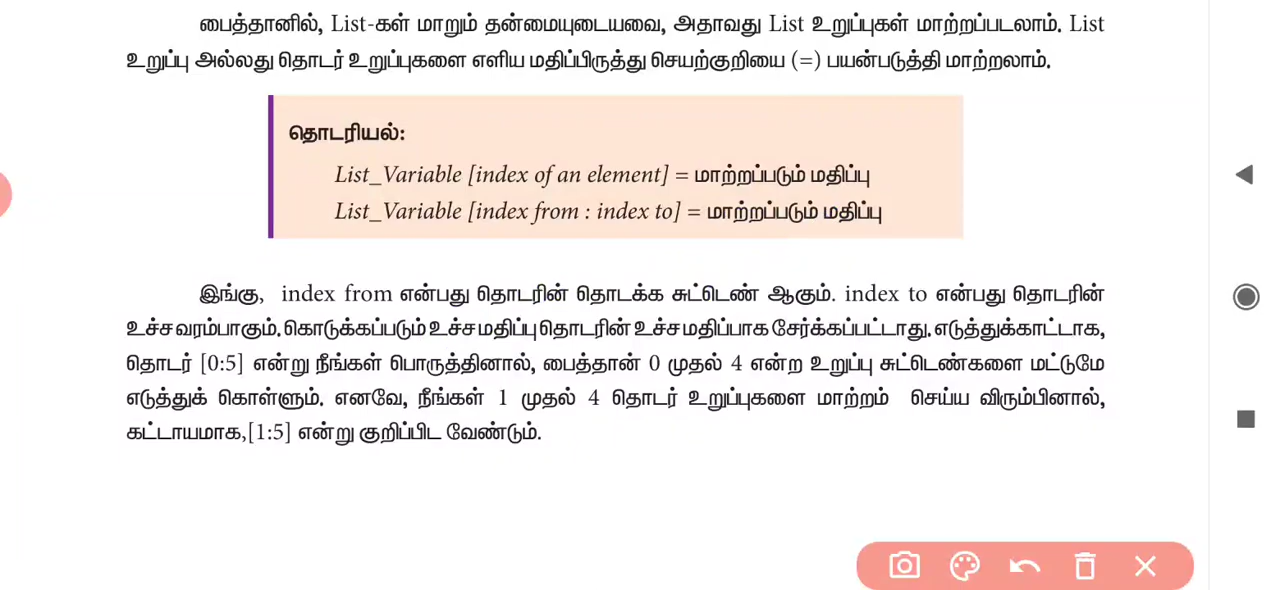 பைத்தானில், List-கள் மாறும் தன்மையுடையவை, அதாவது List உறுப்புகள் மாற்றப்படலாம். List
உறுப்பு அல்லது தொடர் உறுப்புகளை எளிய மதிப்பிருத்து செயற்குறியை (=) பயன்படுத்தி மாற்றலாம்.
தொடரியல்:
List_Variable [index of an element] = மாற்றப்படும் மதிப்பு
List_Variable [index from : index to] = மாற்றப்படும் மதிப்பு
இங்கு, index from என்பது தொடரின் தொடக்க சுட்டெண் ஆகும். index to என்பது தொடரின்
உச்சவரம்பாகும். கொடுக்கப்படும் உச்சமதிப்பு தொடரின் உச்சமதிப்பாக சேர்க்கப்பட்டாது. எடுத்துக்காட்டாக,
தொடர் [0:5] என்று நீங்கள் பொருத்தினால், பைத்தான் 0 முதல் 4 என்ற உறுப்பு சுட்டெண்களை மட்டுமே
எடுத்துக் கொள்ளும். எனவே, நீங்கள் 1 முதல் 4 தொடர் உறுப்புகளை மாற்றம் செய்ய விரும்பினால்,
கட்டாயமாக,[1:5] என்று குறிப்பிட வேண்டும்.